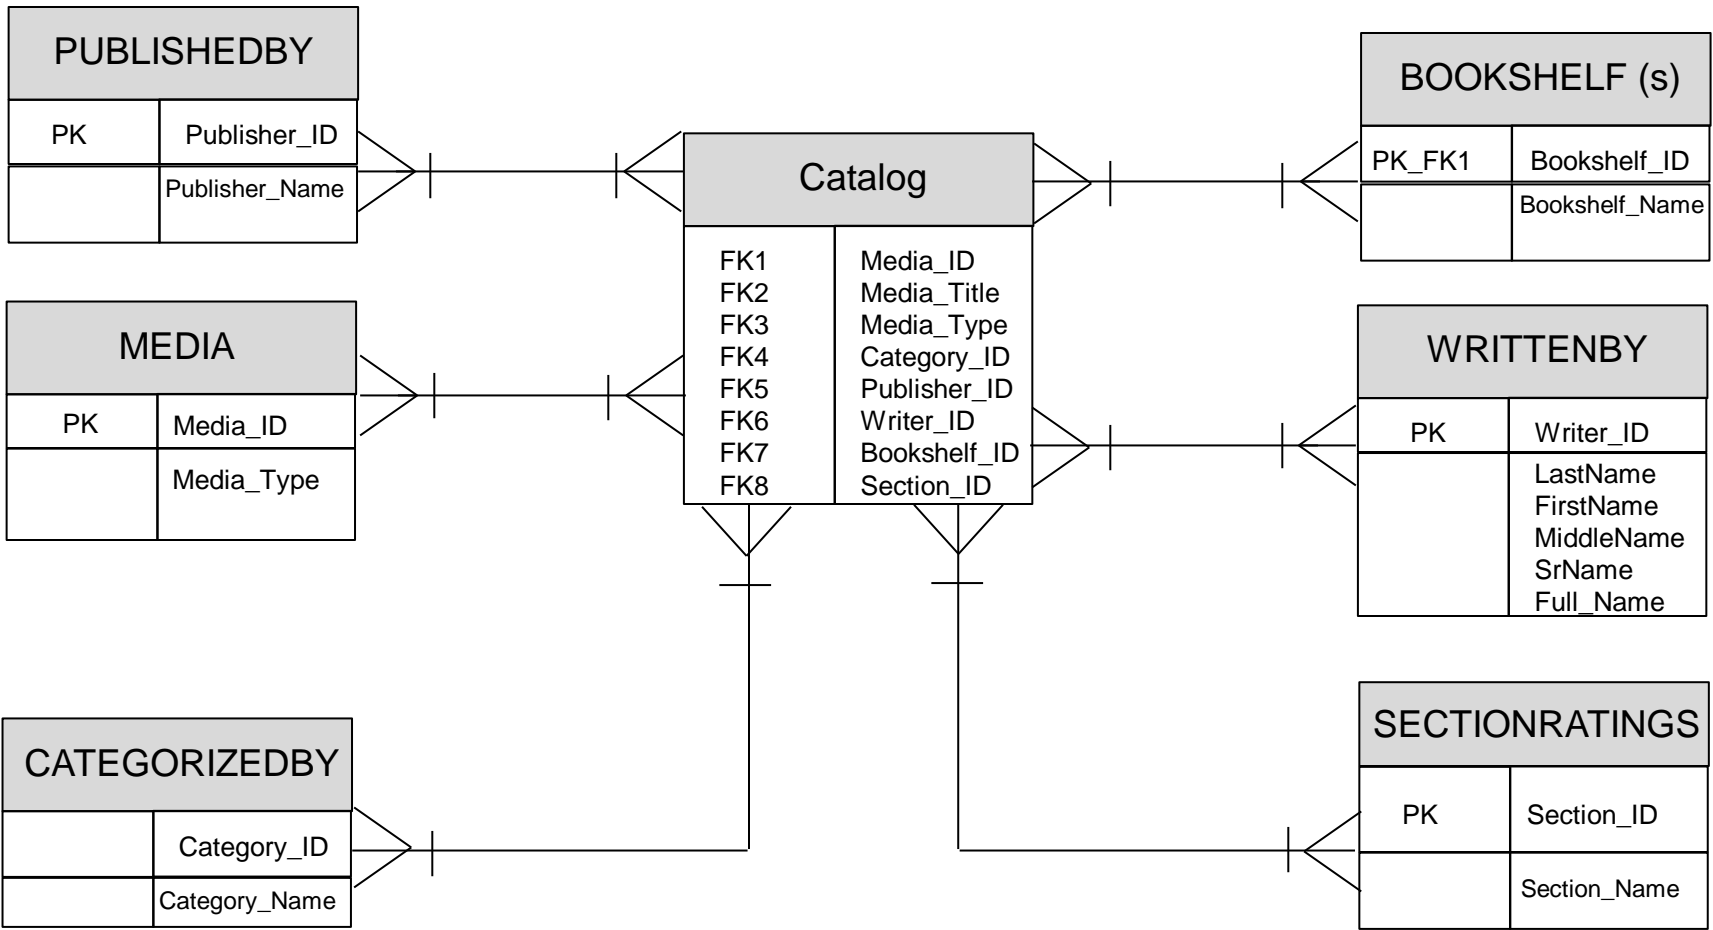 PUBLISHEDBY
PK Publisher_ID
Publisher_Name
MEDIA
PK Media_ID
Media_Type
CATEGORIZEDBY
Category_ID
Category_Name
Catalog
FK1 Media_ID
FK2 Media_Title
FK3 Media_Type
FK4 Category_ID
FK5 Publisher_ID
FK6 Writer_ID
FK7 Bookshelf_ID
FK8 Section_ID
BOOKSHELF (s)
PK_FK1 Bookshelf_ID
Bookshelf_Name
WRITTENBY
PK Writer_ID
LastName
FirstName
MiddleName
SrName
Full_Name
SECTIONRATINGS
PK Section_ID
Section_Name